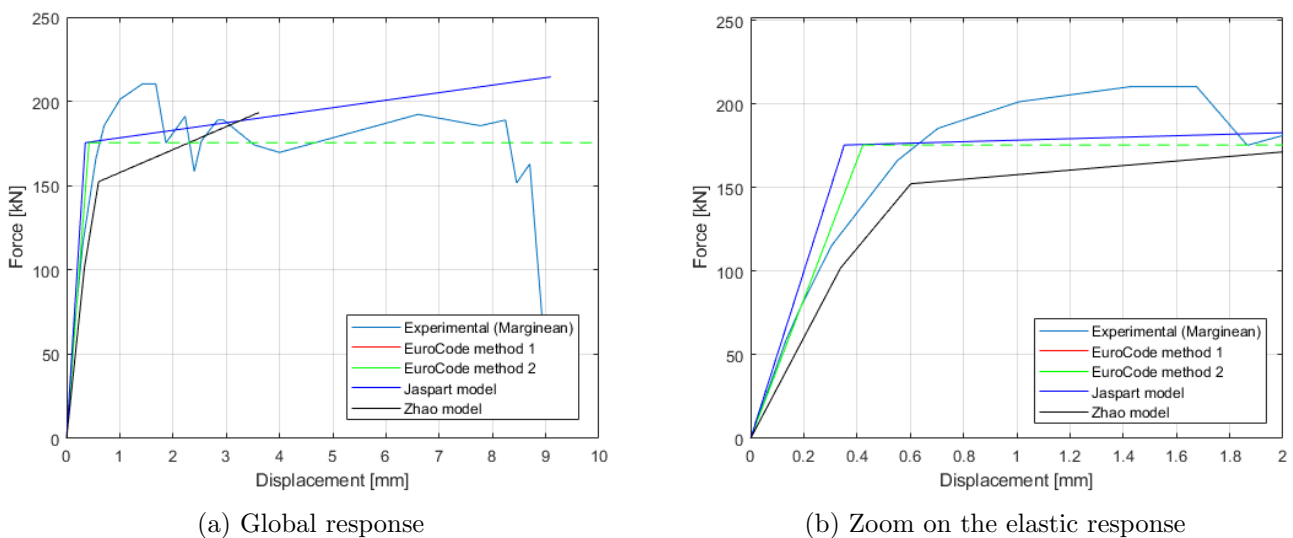 250
200
150
100
50
0
Force [kN]
0 1 2 3 4 5 6 7 8 9 10
Displacement [mm]
Experimental (Marginean)
EuroCode method 1
EuroCode method 2
Jaspart model
Zhao model
(a) Global response
250
200
150
100
50
0
Force [kN]
0 0.2 0.4 0.6 0.8 1 1.2 1.4 1.6 1.8 2
Displacement [mm]
Experimental (Marginean)
EuroCode method 1
EuroCode method 2
Jaspart model
Zhao model
(b) Zoom on the elastic response